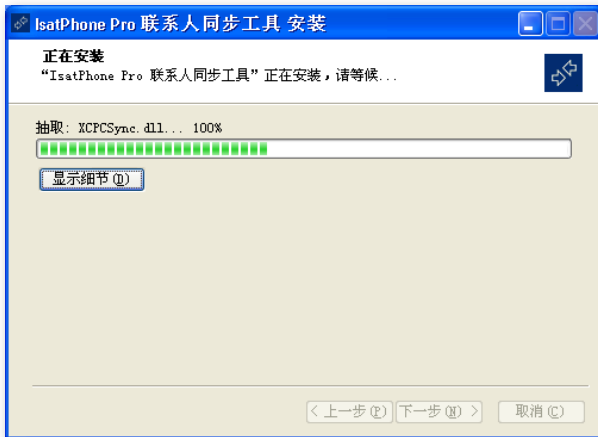 IsatPhone Pro 联系人同步工具 安装
正在安装
“IsatPhone Pro 联系人同步工具”正在安装，请等候...
抽取: XCPCSync.dll... 100%
显示细节(D)
< 上一步(P) 下一步(N) > 取消(C)